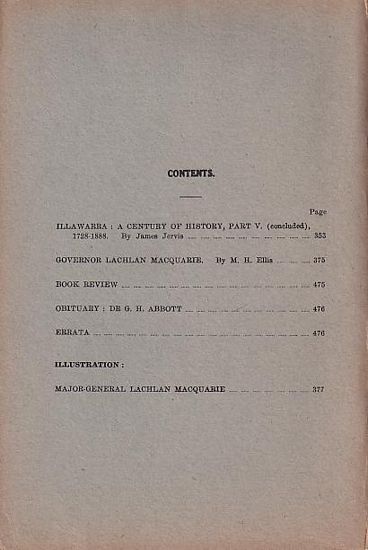 CONTENTS.
Page
ILLAWARRA : A CENTURY OF HISTORY, PART V. (concluded),
1728-1888. By James Jervis ... ... ... ... ... ... ... ... ... 353
GOVERNOR LACHLAN MACQUARIE. By M. H. Ellis ... ... ... 375
BOOK REVIEW ... ... ... ... ... ... ... ... ... ... ... ... ... 475
OBITUARY : DR G. H. ABBOTT ... ... ... ... ... ... ... ... 476
ERRATA ... ... ... ... ... ... ... ... ... ... ... ... ... ... 476
ILLUSTRATION :
MAJOR-GENERAL LACHLAN MACQUARIE ... ... ... ... ... 377